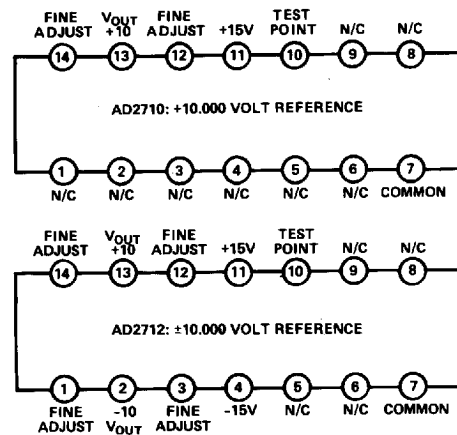 FINE ADJUST
VOUT +10
FINE ADJUST
+15V
TEST POINT
N/C
N/C
14
13
12
11
10
9
8
AD2710: +10.000 VOLT REFERENCE
1
2
3
4
5
6
7
N/C
N/C
N/C
N/C
N/C
N/C
COMMON
FINE ADJUST
VOUT +10
FINE ADJUST
+15V
TEST POINT
N/C
N/C
14
13
12
11
10
9
8
AD2712: ±10.000 VOLT REFERENCE
1
2
3
4
5
6
7
FINE ADJUST
-10 VOUT
FINE ADJUST
-15V
N/C
N/C
COMMON